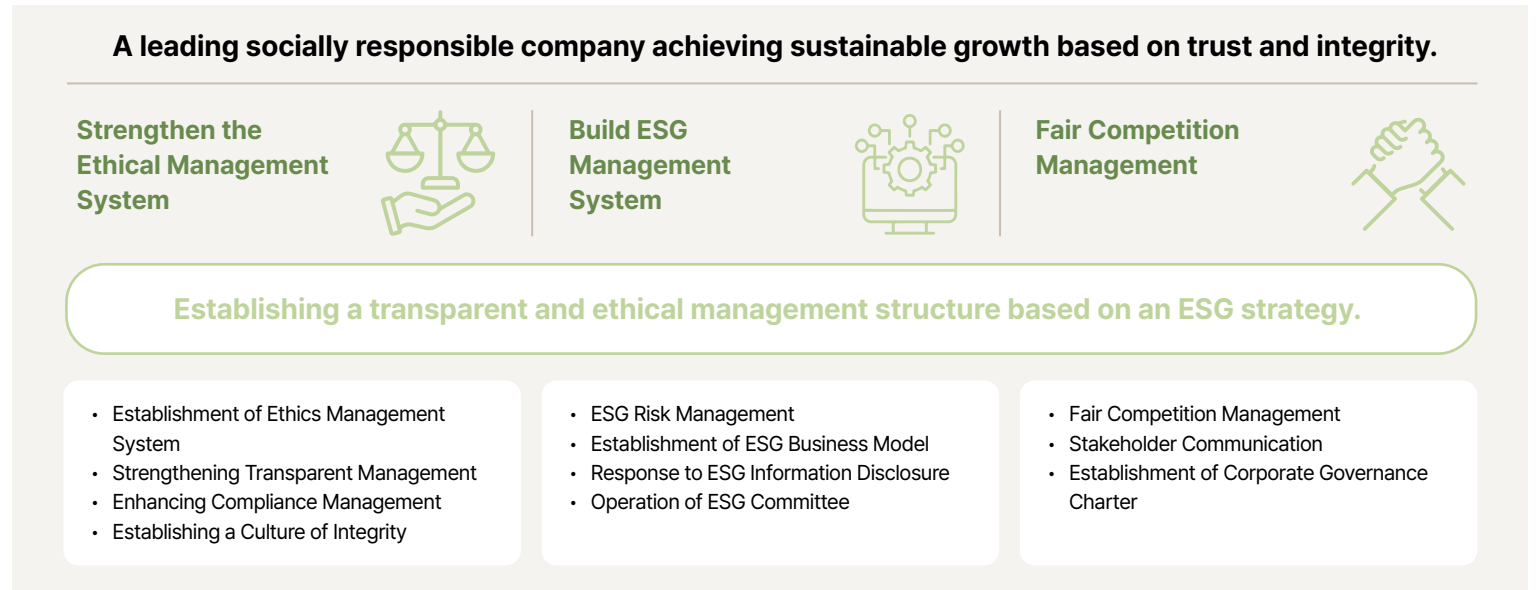 A leading socially responsible company achieving sustainable growth based on trust and integrity.
Strengthen the
Ethical Management
System
Build ESG
Management
System
Fair Competition
Management
Establishing a transparent and ethical management structure based on an ESG strategy.
• Establishment of Ethics Management
System
• Strengthening Transparent Management
• Enhancing Compliance Management
• Establishing a Culture of Integrity
• ESG Risk Management
• Establishment of ESG Business Model
• Response to ESG Information Disclosure
• Operation of ESG Committee
• Fair Competition Management
• Stakeholder Communication
• Establishment of Corporate Governance
Charter